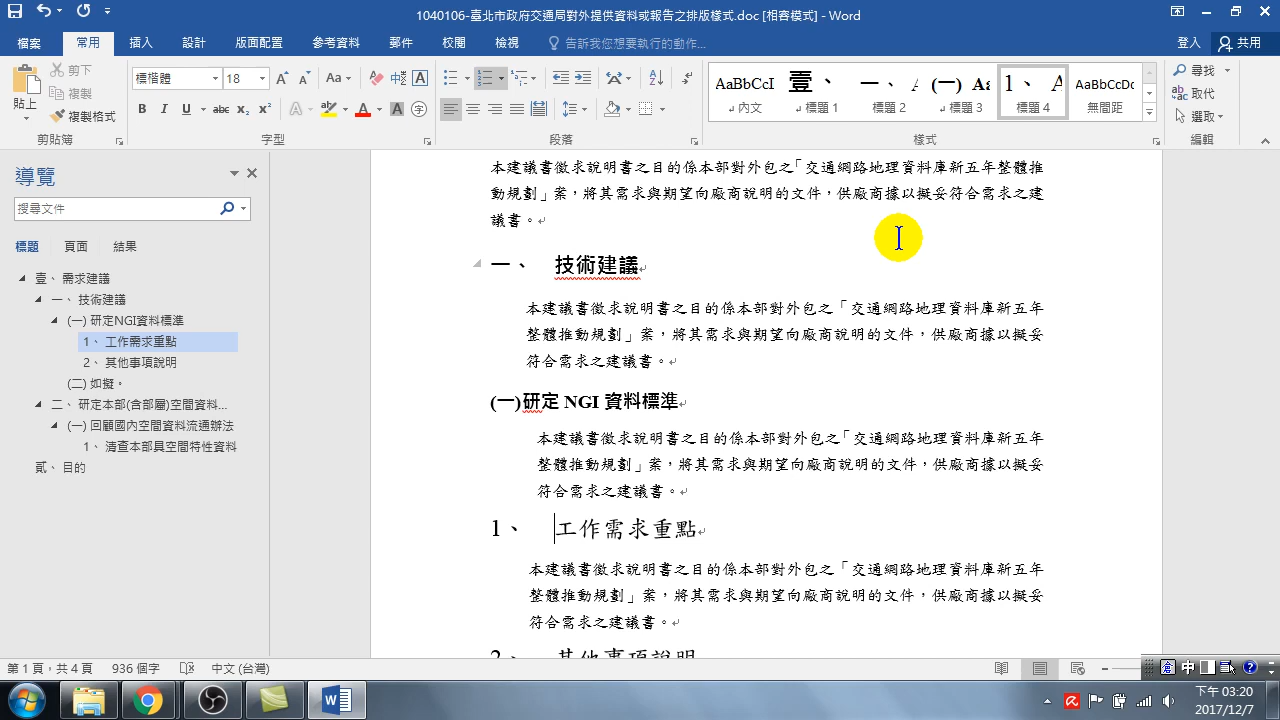 1040106-臺北市政府交通局對外提供資料或報告之排版樣式.doc [相容模式] - Word
檔案 常用 插入 設計 版面配置 參考資料 郵件 校閱 檢視 告訴我您想要執行的動作... 登入 共用
貼上 剪下 複製 複製格式
標楷體 18
AaBbCcI 壹、 一、 (一) Aa 1、 AaBbCcDc
內文 標題 1 標題 2 標題 3 標題 4 無間距
尋找 取代 選取
剪貼簿 字型 段落 樣式 編輯
導覽
搜尋文件
標題 頁面 結果
壹、需求建議
一、技術建議
(一) 研定NGI資料標準
1、工作需求重點
2、其他事項說明
(二) 如擬。
二、研定本部(含部屬)空間資料...
(一) 回顧國內空間資料流通辦法
1、清查本部具空間特性資料
貳、目的
本建議書徵求說明書之目的係本部對外包之「交通網路地理資料庫新五年整體推
動規劃」案，將其需求與期望向廠商說明的文件，供廠商據以擬妥符合需求之建
議書。
一、 技術建議
本建議書徵求說明書之目的係本部對外包之「交通網路地理資料庫新五年
整體推動規劃」案，將其需求與期望向廠商說明的文件，供廠商據以擬妥
符合需求之建議書。
(一)研定 NGI 資料標準
本建議書徵求說明書之目的係本部對外包之「交通網路地理資料庫新五年
整體推動規劃」案，將其需求與期望向廠商說明的文件，供廠商據以擬妥
符合需求之建議書。
1、 工作需求重點
本建議書徵求說明書之目的係本部對外包之「交通網路地理資料庫新五年
整體推動規劃」案，將其需求與期望向廠商說明的文件，供廠商據以擬妥
符合需求之建議書。
2、 其他事項說明
第 1 頁，共 4 頁 936 個字 中文 (台灣)
中
下午 03:20
2017/12/7